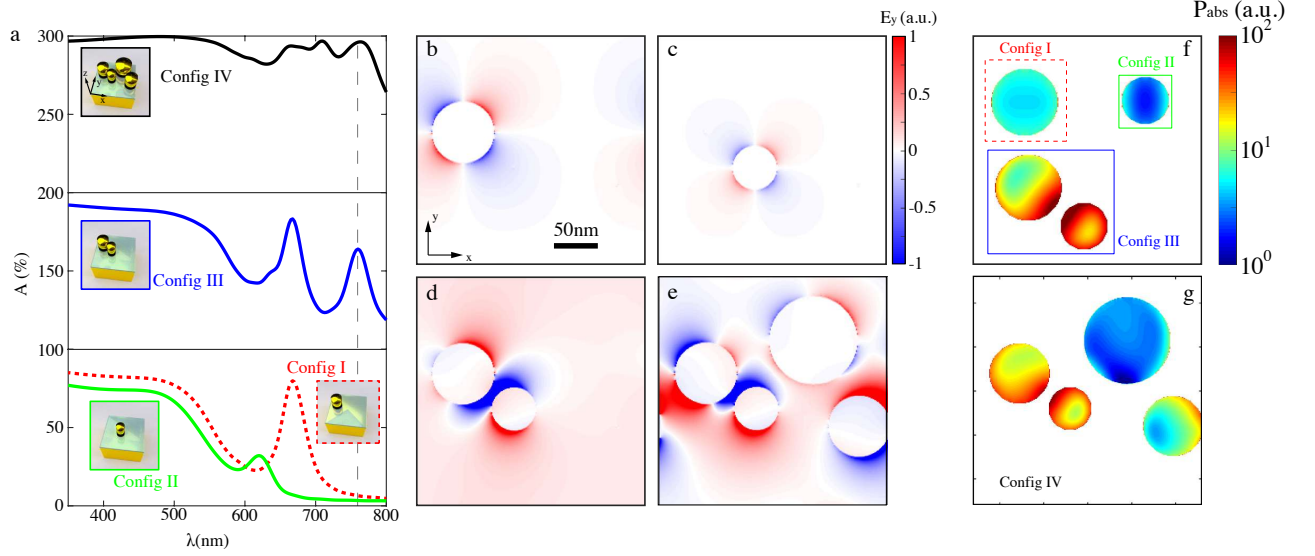 a
300
250
200
150
100
50
0
A (%)
400
500
600
700
800
λ(nm)
Config IV
z
y
x
Config III
Config I
Config II
b
y
x
50nm
c
d
e
E_y (a.u.)
1
0.5
0
-0.5
-1
f
Config I
Config II
Config III
g
Config IV
P_abs (a.u.)
10^2
10^1
10^0